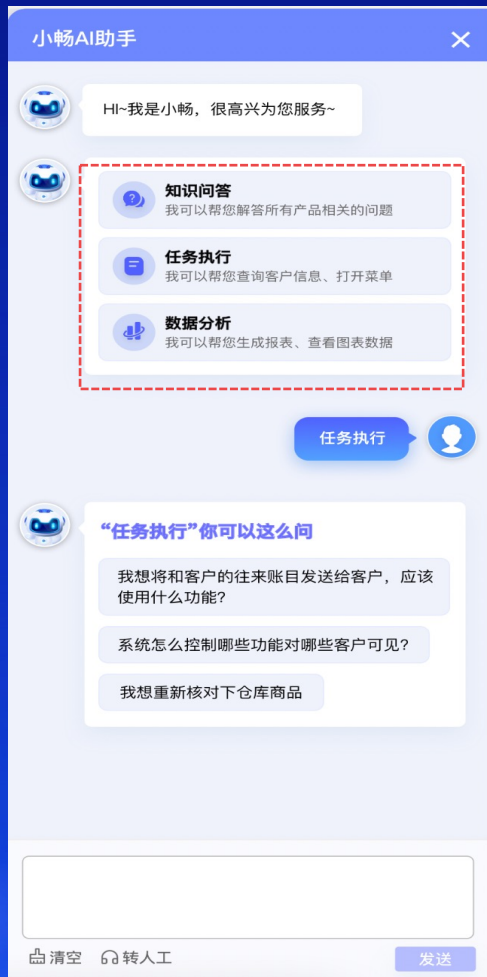 小畅AI助手
HI~我是小畅，很高兴为您服务~
知识问答
我可以帮您解答所有产品相关的问题
任务执行
我可以帮您查询客户信息、打开菜单
数据分析
我可以帮您生成报表、查看图表数据
任务执行
“任务执行”你可以这么问
我想将和客户的往来账目发送给客户，应该
使用什么功能?
系统怎么控制哪些功能对哪些客户可见?
我想重新核对下仓库商品
清空 转人工
发送